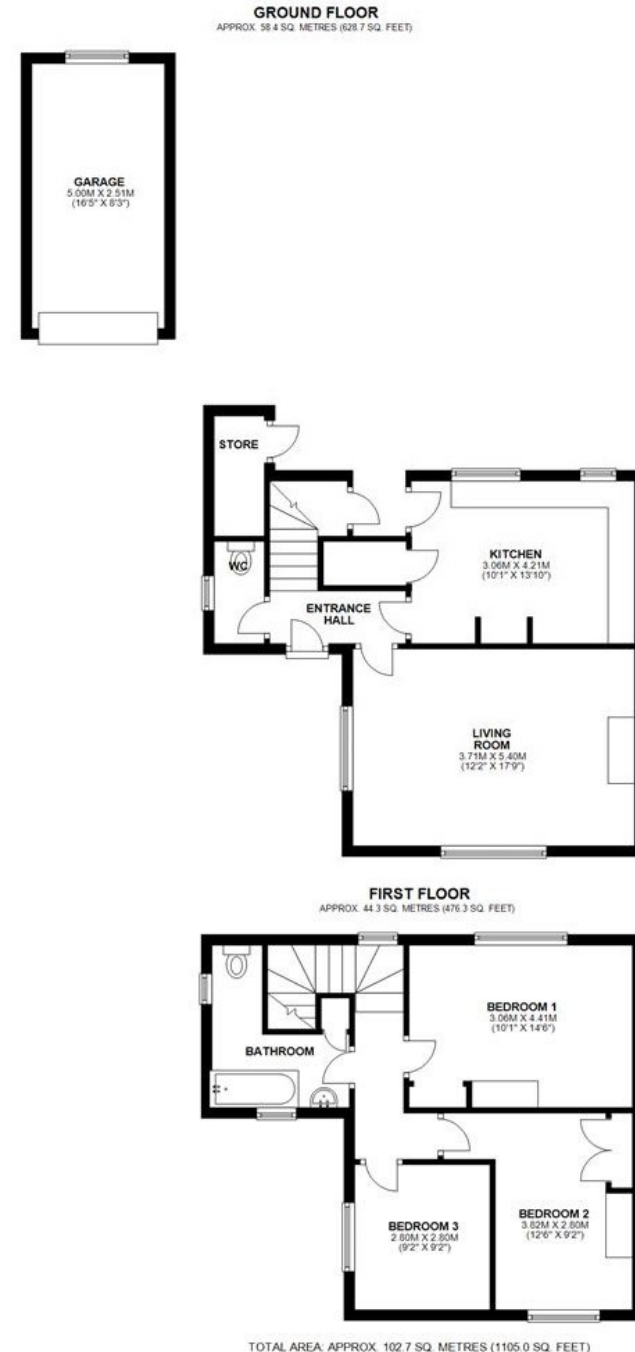 GROUND FLOOR
APPROX. 58.4 SQ. METRES (628.7 SQ. FEET)
GARAGE
5.00M X 2.51M
(16'5" X 8'3")
STORE
WC
KITCHEN
3.06M X 4.21M
(10'1" X 13'10")
ENTRANCE
HALL
LIVING
ROOM
3.71M X 5.40M
(12'2" X 17'9")
FIRST FLOOR
APPROX. 44.3 SQ. METRES (476.3 SQ. FEET)
BEDROOM 1
3.06M X 4.41M
(10'1" X 14'6")
BATHROOM
BEDROOM 2
3.82M X 2.80M
(12'6" X 9'2")
BEDROOM 3
2.80M X 2.80M
(9'2" X 9'2")
TOTAL AREA: APPROX. 102.7 SQ. METRES (1105.0 SQ. FEET)